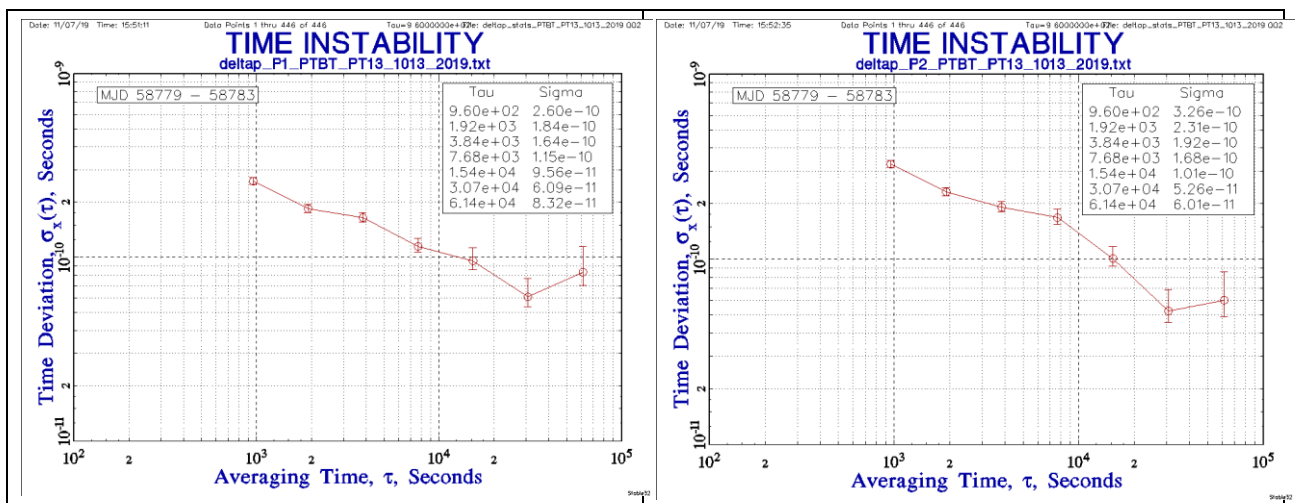 Date: 11/07/19 Time: 15:51:11 Data Points 1 thru 446 of 446
TIME INSTABILITY
deltap_P1_PTBT_PT13_1013_2019.txt
MJD 58779 – 58783
Tau Sigma
9.60e+02 2.60e−10
1.92e+03 1.84e−10
3.84e+03 1.64e−10
7.68e+03 1.15e−10
1.54e+04 9.56e−11
3.07e+04 6.09e−11
6.14e+04 8.32e−11
Time Deviation, σx(τ), Seconds
10-9
2
10-10
2
10-11
10² 2 10³ 2 10⁴ 2 10⁵
Averaging Time, τ, Seconds
Stable32
Date: 11/07/19 Time: 15:52:35 Data Points 1 thru 446 of 446
TIME INSTABILITY
deltap_P2_PTBT_PT13_1013_2019.txt
MJD 58779 – 58783
Tau Sigma
9.60e+02 3.26e−10
1.92e+03 2.31e−10
3.84e+03 1.92e−10
7.68e+03 1.68e−10
1.54e+04 1.01e−10
3.07e+04 5.26e−11
6.14e+04 6.01e−11
Time Deviation, σx(τ), Seconds
10-9
2
10-10
2
10-11
10² 2 10³ 2 10⁴ 2 10⁵
Averaging Time, τ, Seconds
Stable32